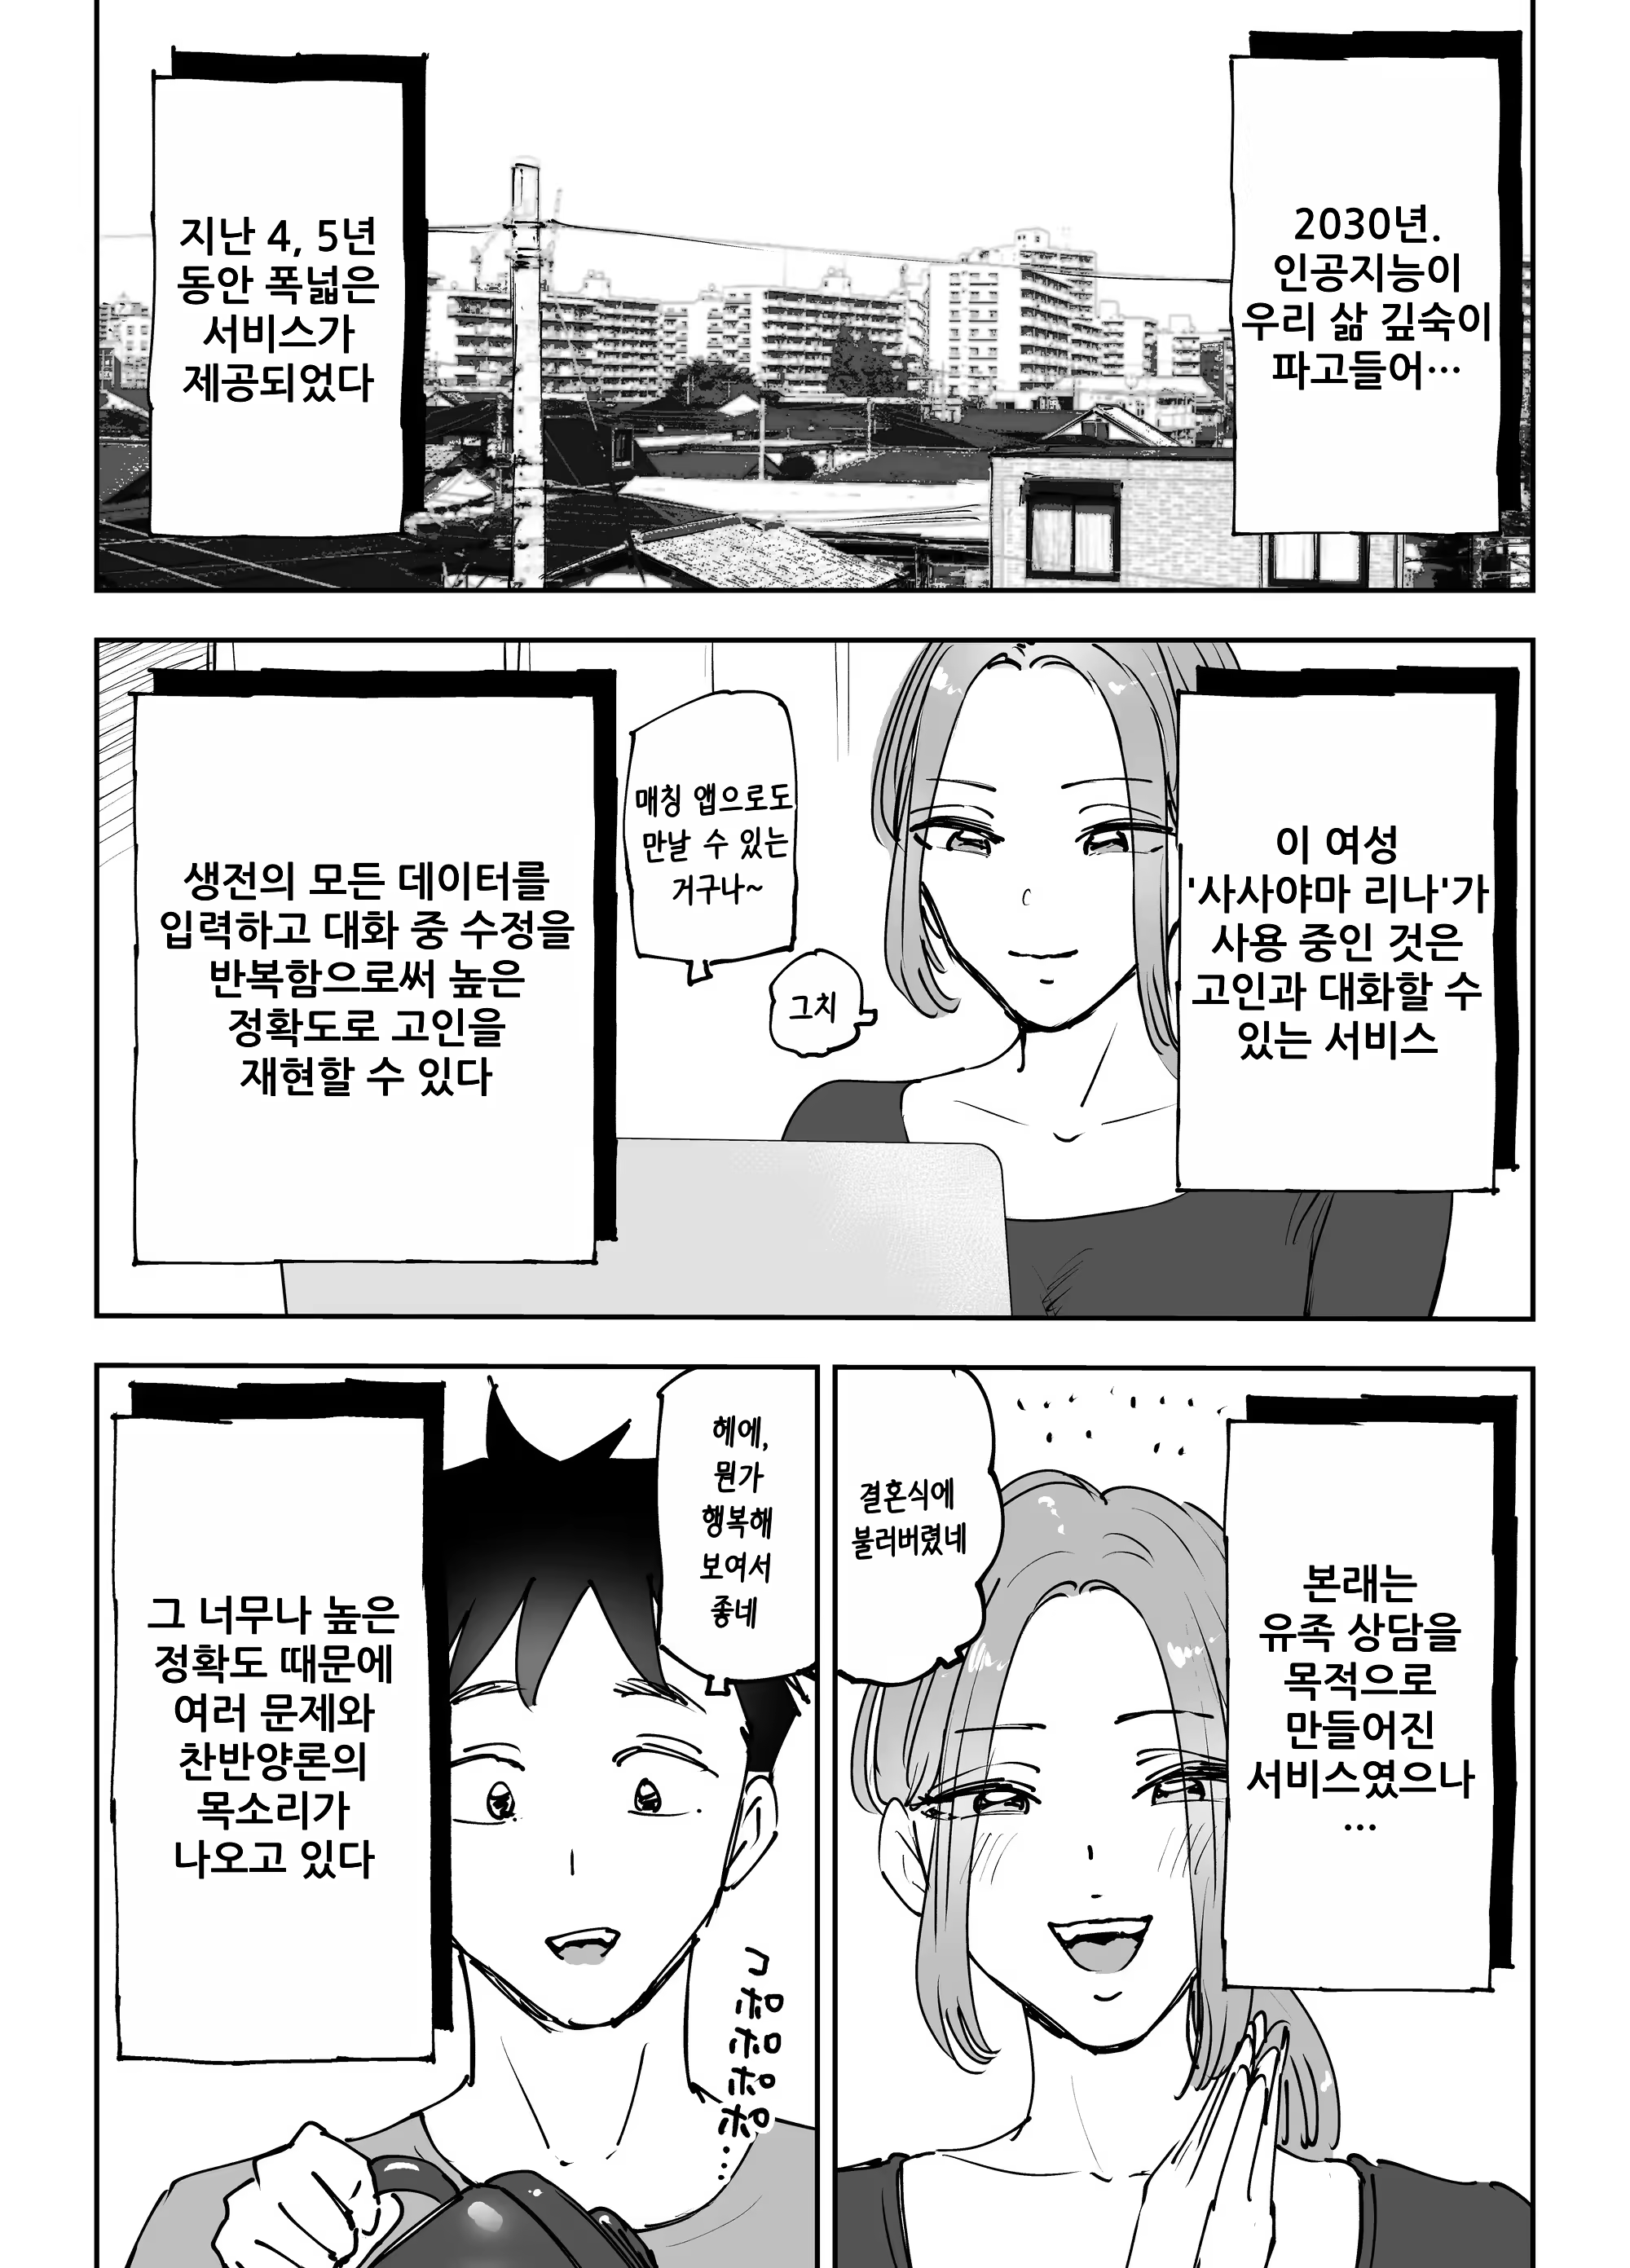 2030년.
인공지능이
우리 삶 깊숙이
파고들어…
지난 4, 5년
동안 폭넓은
서비스가
제공되었다
이 여성
'사사야마 리나'가
사용 중인 것은
고인과 대화할 수
있는 서비스
매칭 앱으로도
만날 수 있는
거구나~
그치
생전의 모든 데이터를
입력하고 대화 중 수정을
반복함으로써 높은
정확도로 고인을
재현할 수 있다
본래는
유족 상담을
목적으로
만들어진
서비스였으나
…
결혼식에
불러버렸네
헤에,
뭔가
행복해
보여서
좋네
그 너무나 높은
정확도 때문에
여러 문제와
찬반양론의
목소리가
나오고 있다
コポポポポ…